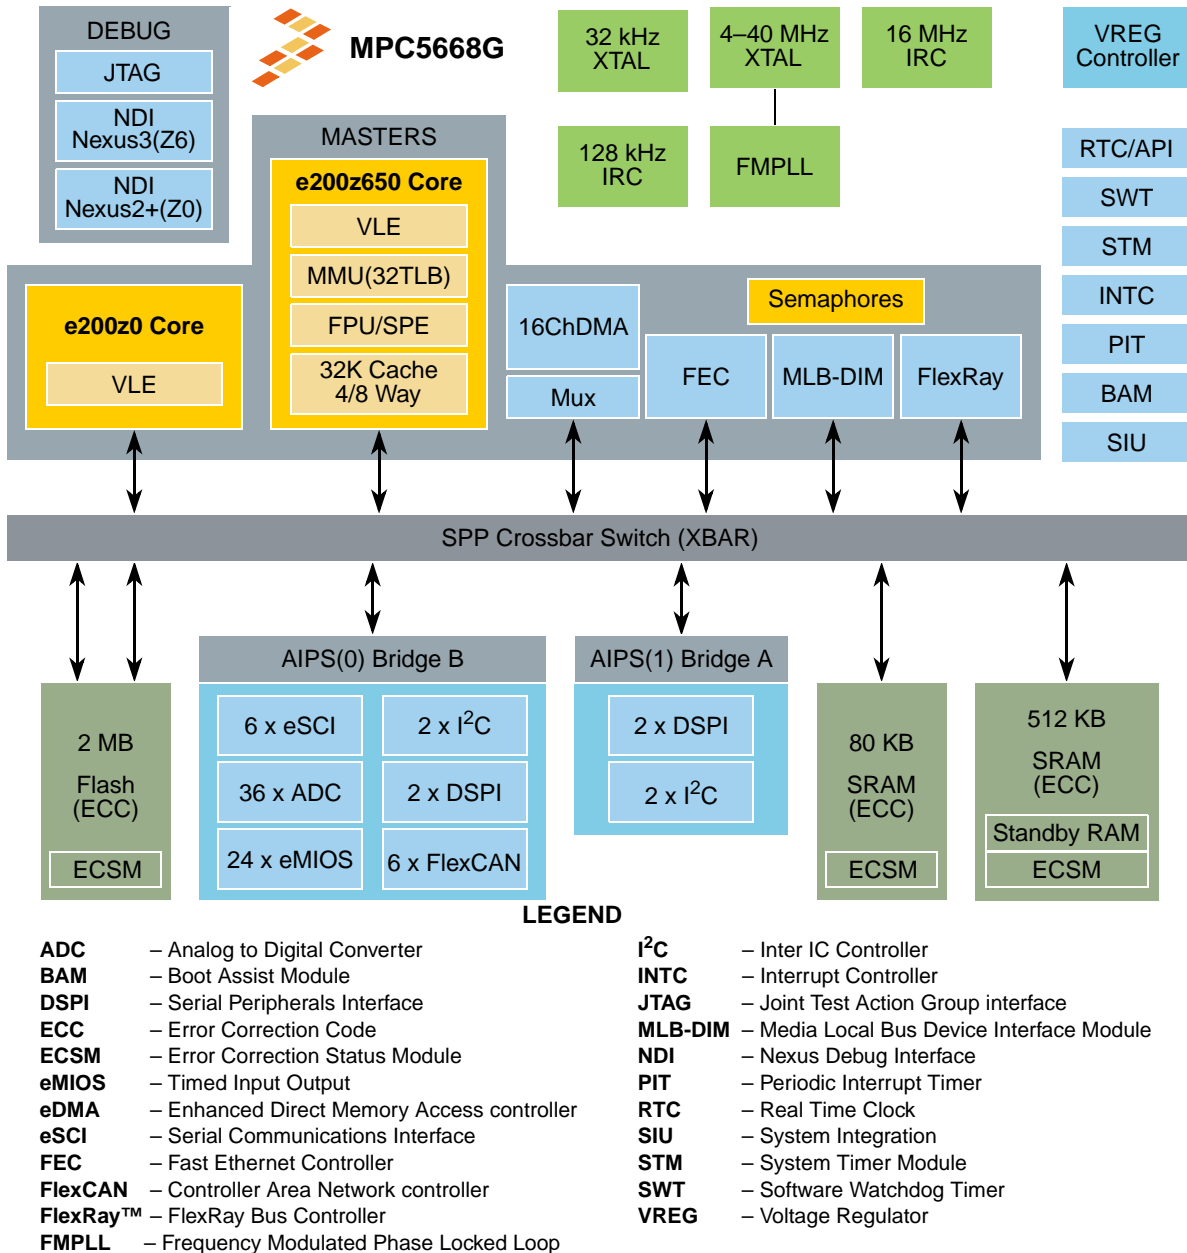 DEBUG
JTAG
NDI
Nexus3(Z6)
NDI
Nexus2+(Z0)
MPC5668G
32 kHz
XTAL
4–40 MHz
XTAL
16 MHz
IRC
128 kHz
IRC
FMPLL
VREG
Controller
RTC/API
SWT
STM
INTC
PIT
BAM
SIU
MASTERS
e200z650 Core
VLE
MMU(32TLB)
FPU/SPE
32K Cache
4/8 Way
e200z0 Core
VLE
16ChDMA
Mux
Semaphores
FEC
MLB-DIM
FlexRay
SPP Crossbar Switch (XBAR)
2 MB
Flash
(ECC)
ECSM
AIPS(0) Bridge B
6 x eSCI
2 x I²C
36 x ADC
2 x DSPI
24 x eMIOS
6 x FlexCAN
AIPS(1) Bridge A
2 x DSPI
2 x I²C
80 KB
SRAM
(ECC)
ECSM
512 KB
SRAM
(ECC)
Standby RAM
ECSM
LEGEND
ADC – Analog to Digital Converter
BAM – Boot Assist Module
DSPI – Serial Peripherals Interface
ECC – Error Correction Code
ECSM – Error Correction Status Module
eMIOS – Timed Input Output
eDMA – Enhanced Direct Memory Access controller
eSCI – Serial Communications Interface
FEC – Fast Ethernet Controller
FlexCAN – Controller Area Network controller
FlexRay™ – FlexRay Bus Controller
FMPLL – Frequency Modulated Phase Locked Loop
I²C – Inter IC Controller
INTC – Interrupt Controller
JTAG – Joint Test Action Group interface
MLB-DIM – Media Local Bus Device Interface Module
NDI – Nexus Debug Interface
PIT – Periodic Interrupt Timer
RTC – Real Time Clock
SIU – System Integration
STM – System Timer Module
SWT – Software Watchdog Timer
VREG – Voltage Regulator